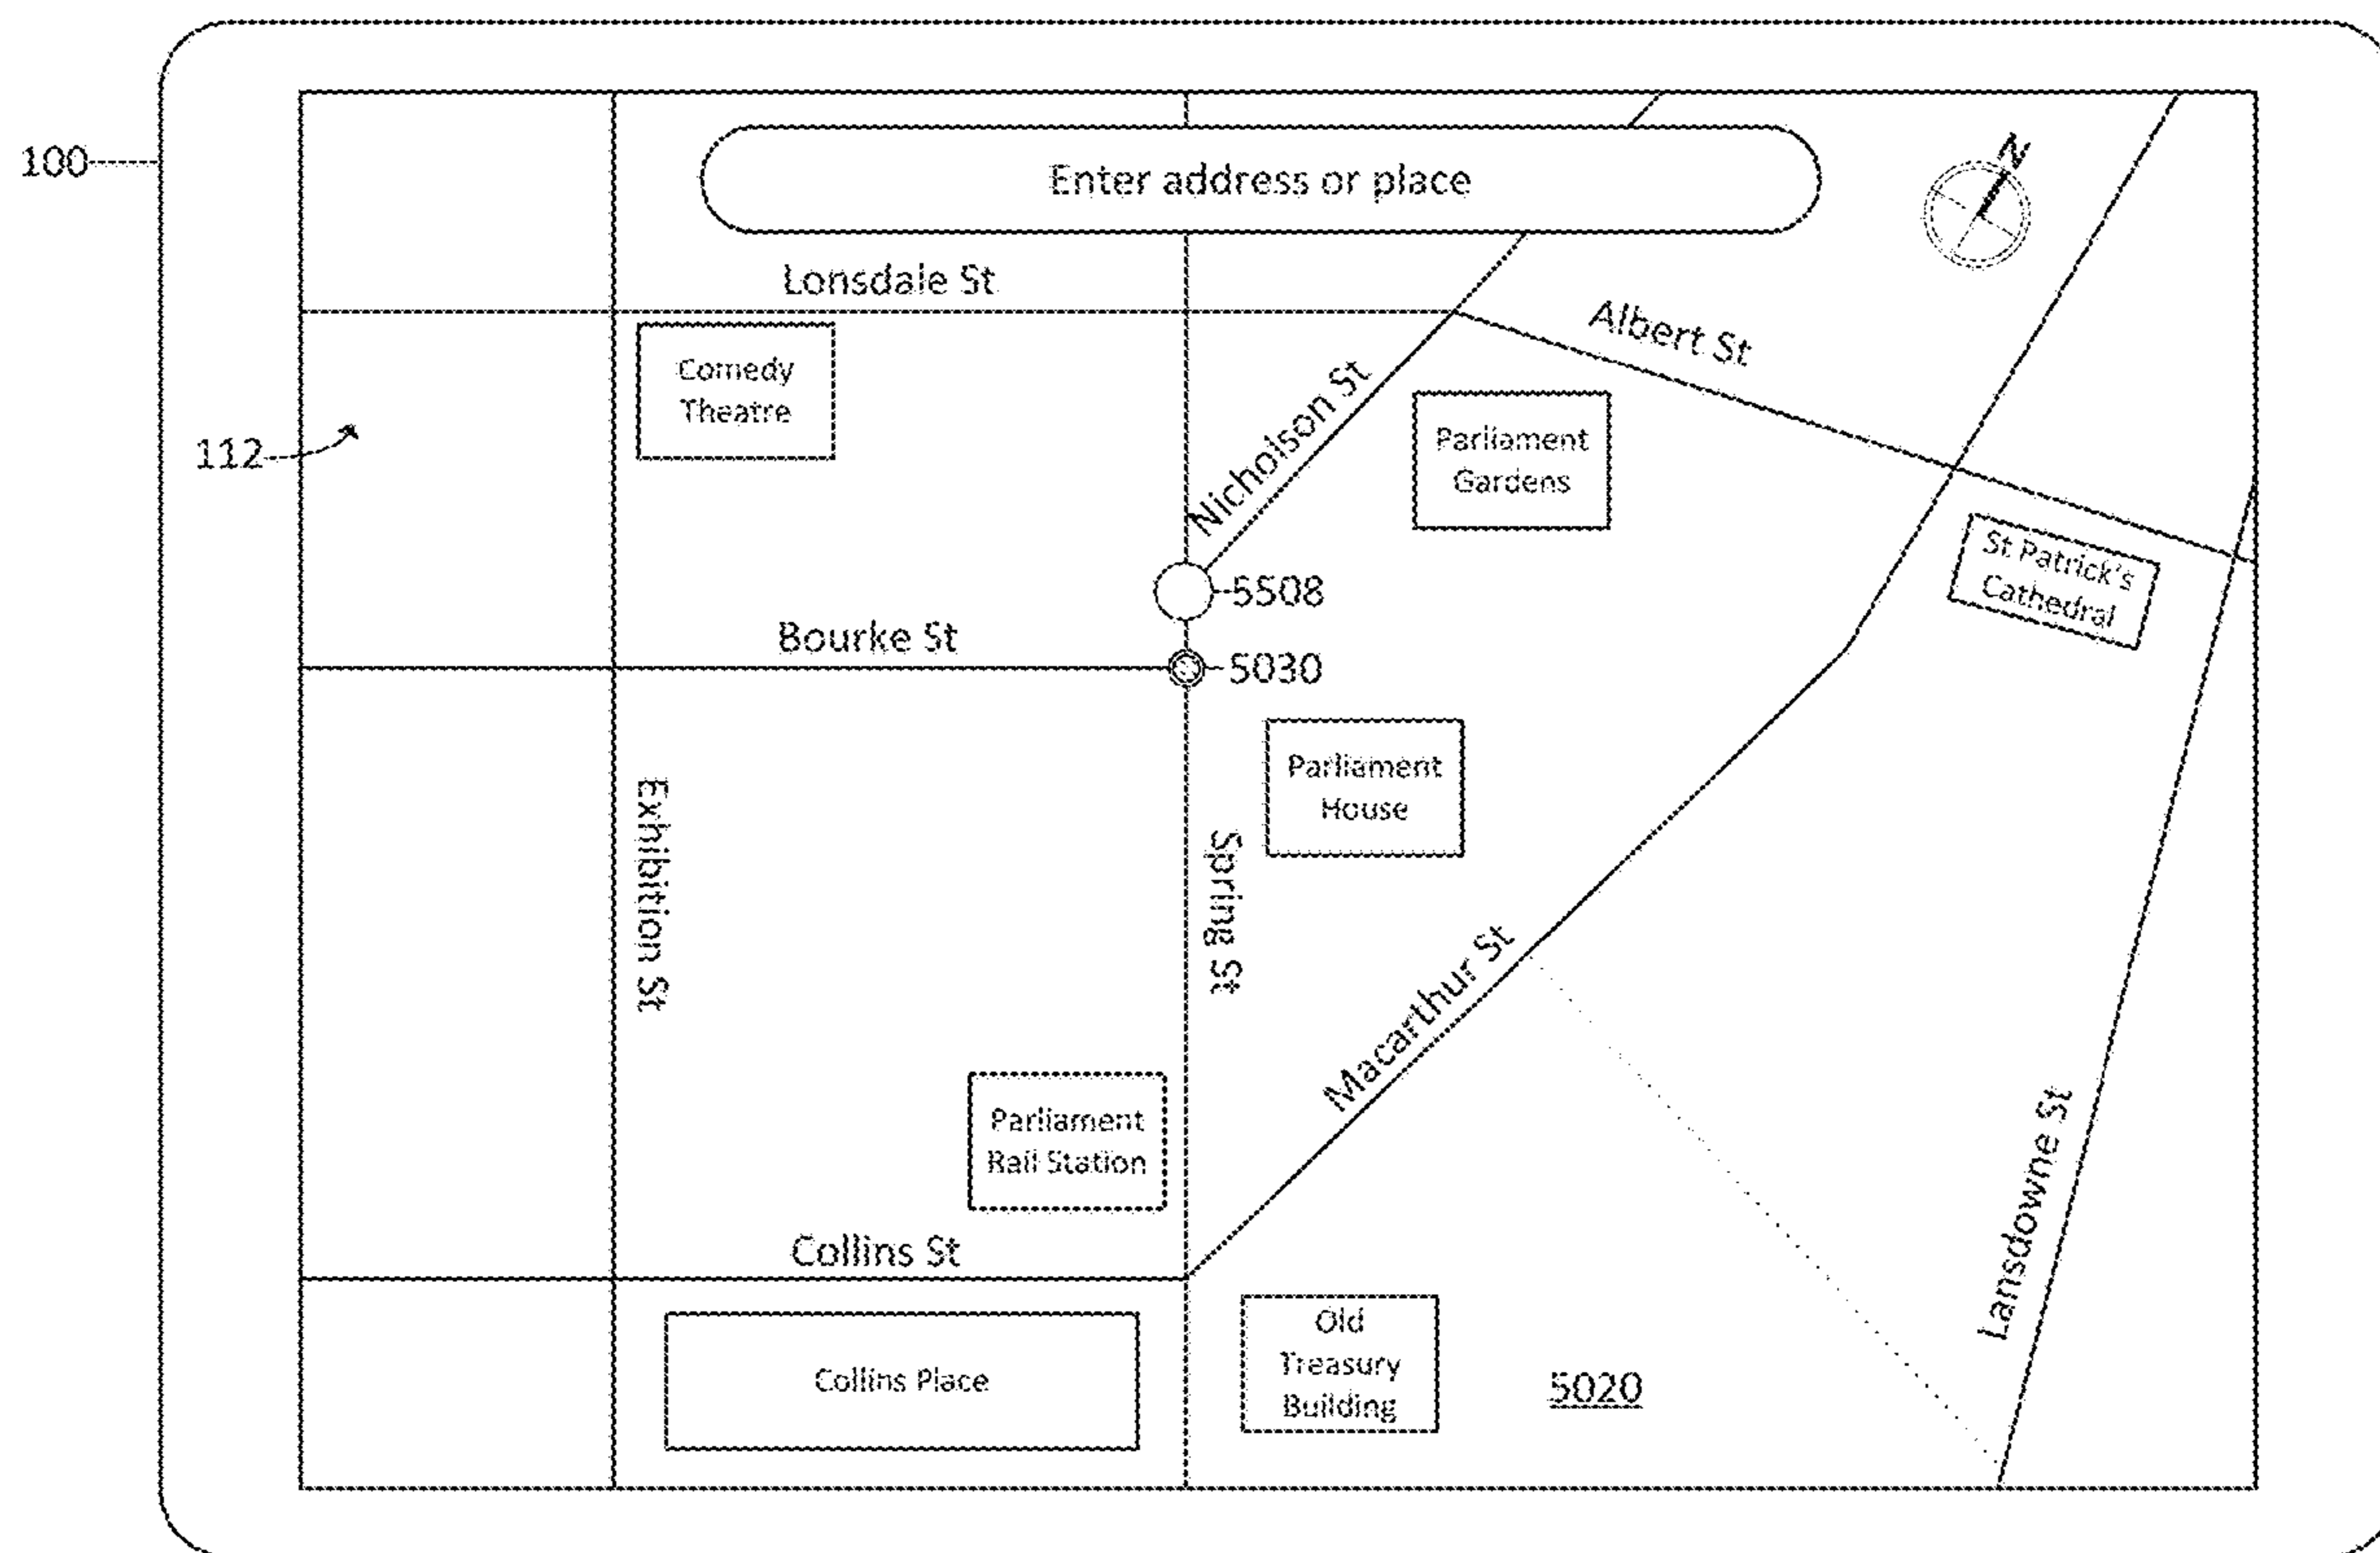 100
N
Enter address or place
Lonsdale St
Albert St
Comedy
Theatre
112
Nicholson St
Parliament
Gardens
St Patrick's
Cathedral
5508
Bourke St
5030
Parliament
House
Exhibition St
Spring St
Macarthur St
Parliament
Rail Station
Lansdowne St
Collins St
Collins Place
Old
Treasury
Building
5020